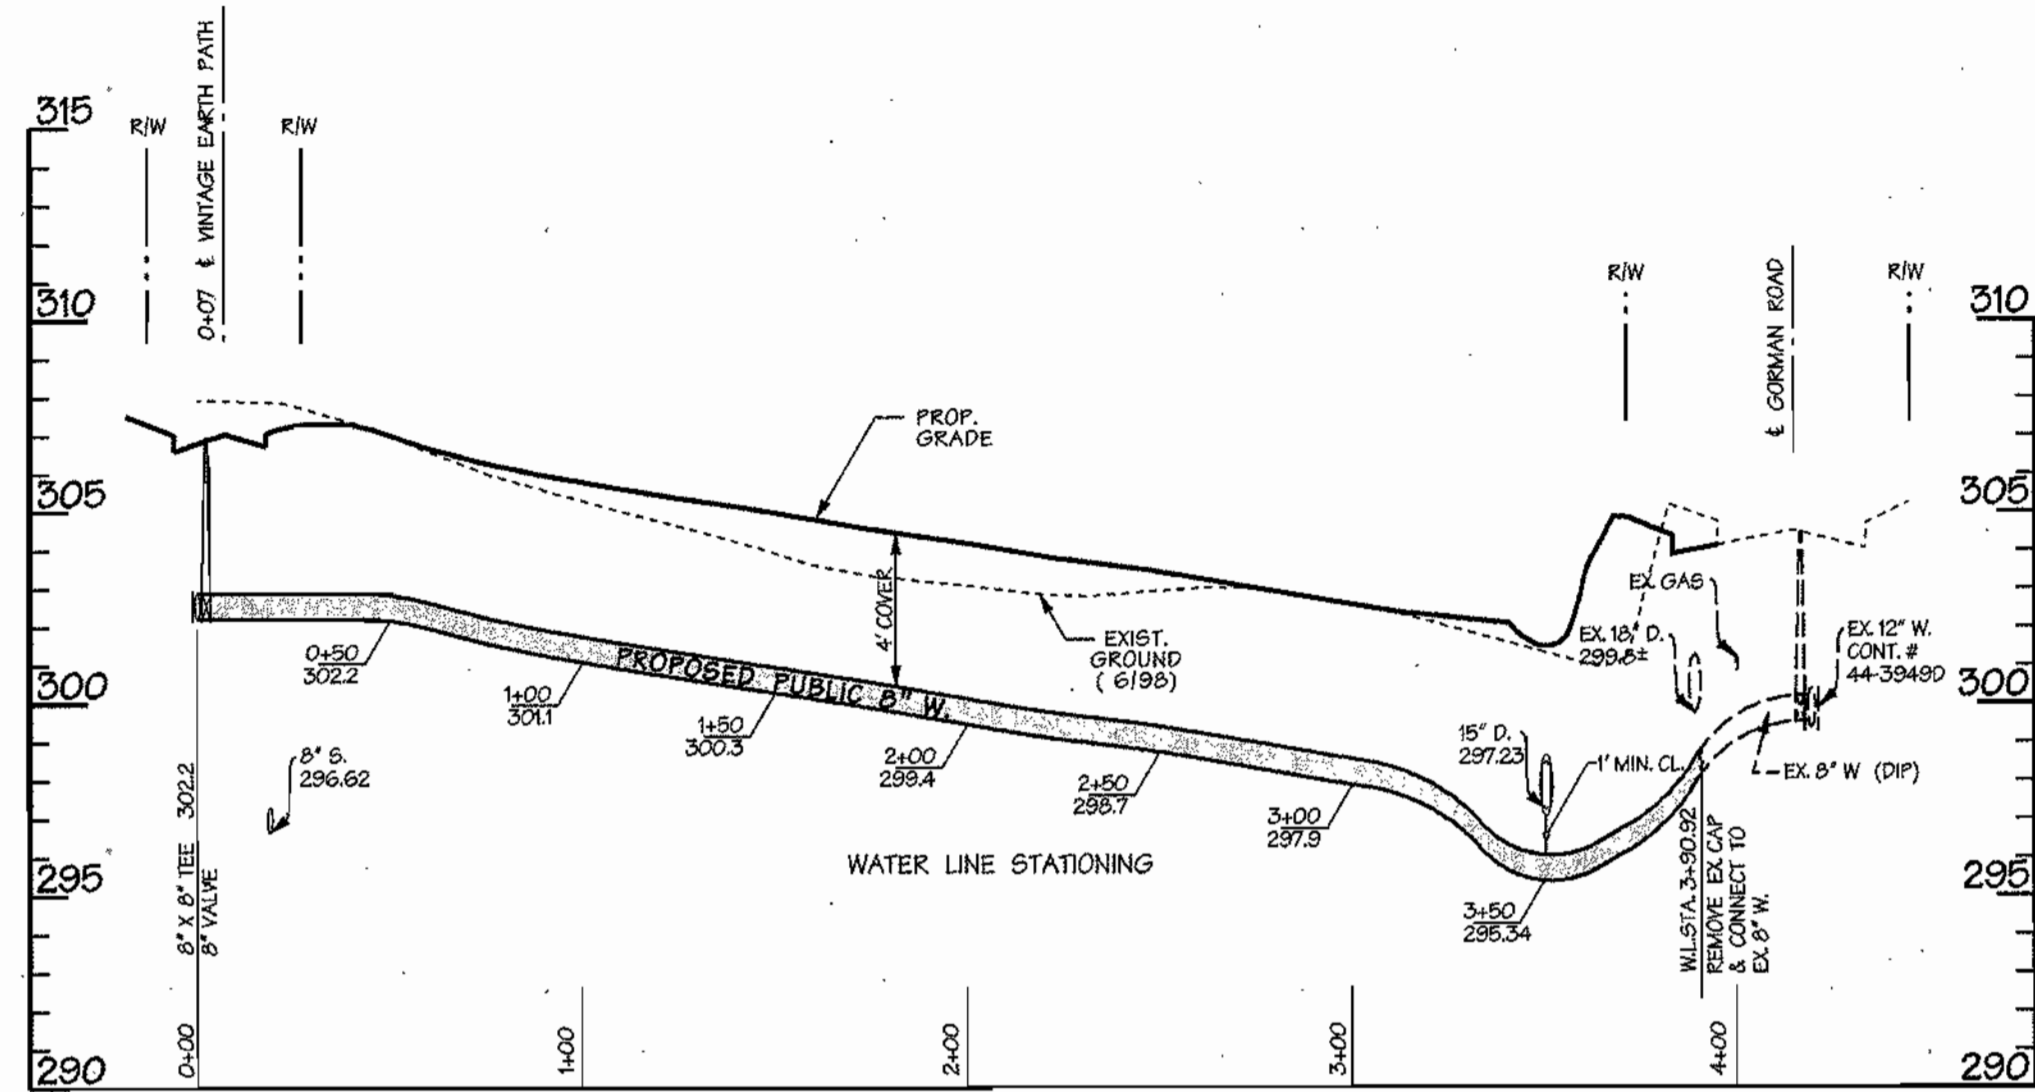 315
310
305
300
295
290
R/W
0+07 ℄ VINTAGE EARTH PATH
R/W
R/W
℄ GORMAN ROAD
R/W
310
305
300
295
290
PROP.
GRADE
4' COVER
EXIST.
GROUND
( 6/98)
EX. GAS
EX. 18" D.
299.8±
EX. 12" W.
CONT. #
44-3949D
PROPOSED PUBLIC 8" W.
0+50
302.2
1+00
301.1
1+50
300.3
2+00
299.4
2+50
298.7
3+00
297.9
3+50
295.34
8" S.
296.62
15" D.
297.23
1' MIN. CL.
EX. 8" W (DIP)
WATER LINE STATIONING
8" X 8" TEE 302.2
8" VALVE
W.L.STA. 3+90.92
REMOVE EX. CAP
& CONNECT TO
EX. 8" W.
0+00
1+00
2+00
3+00
4+00